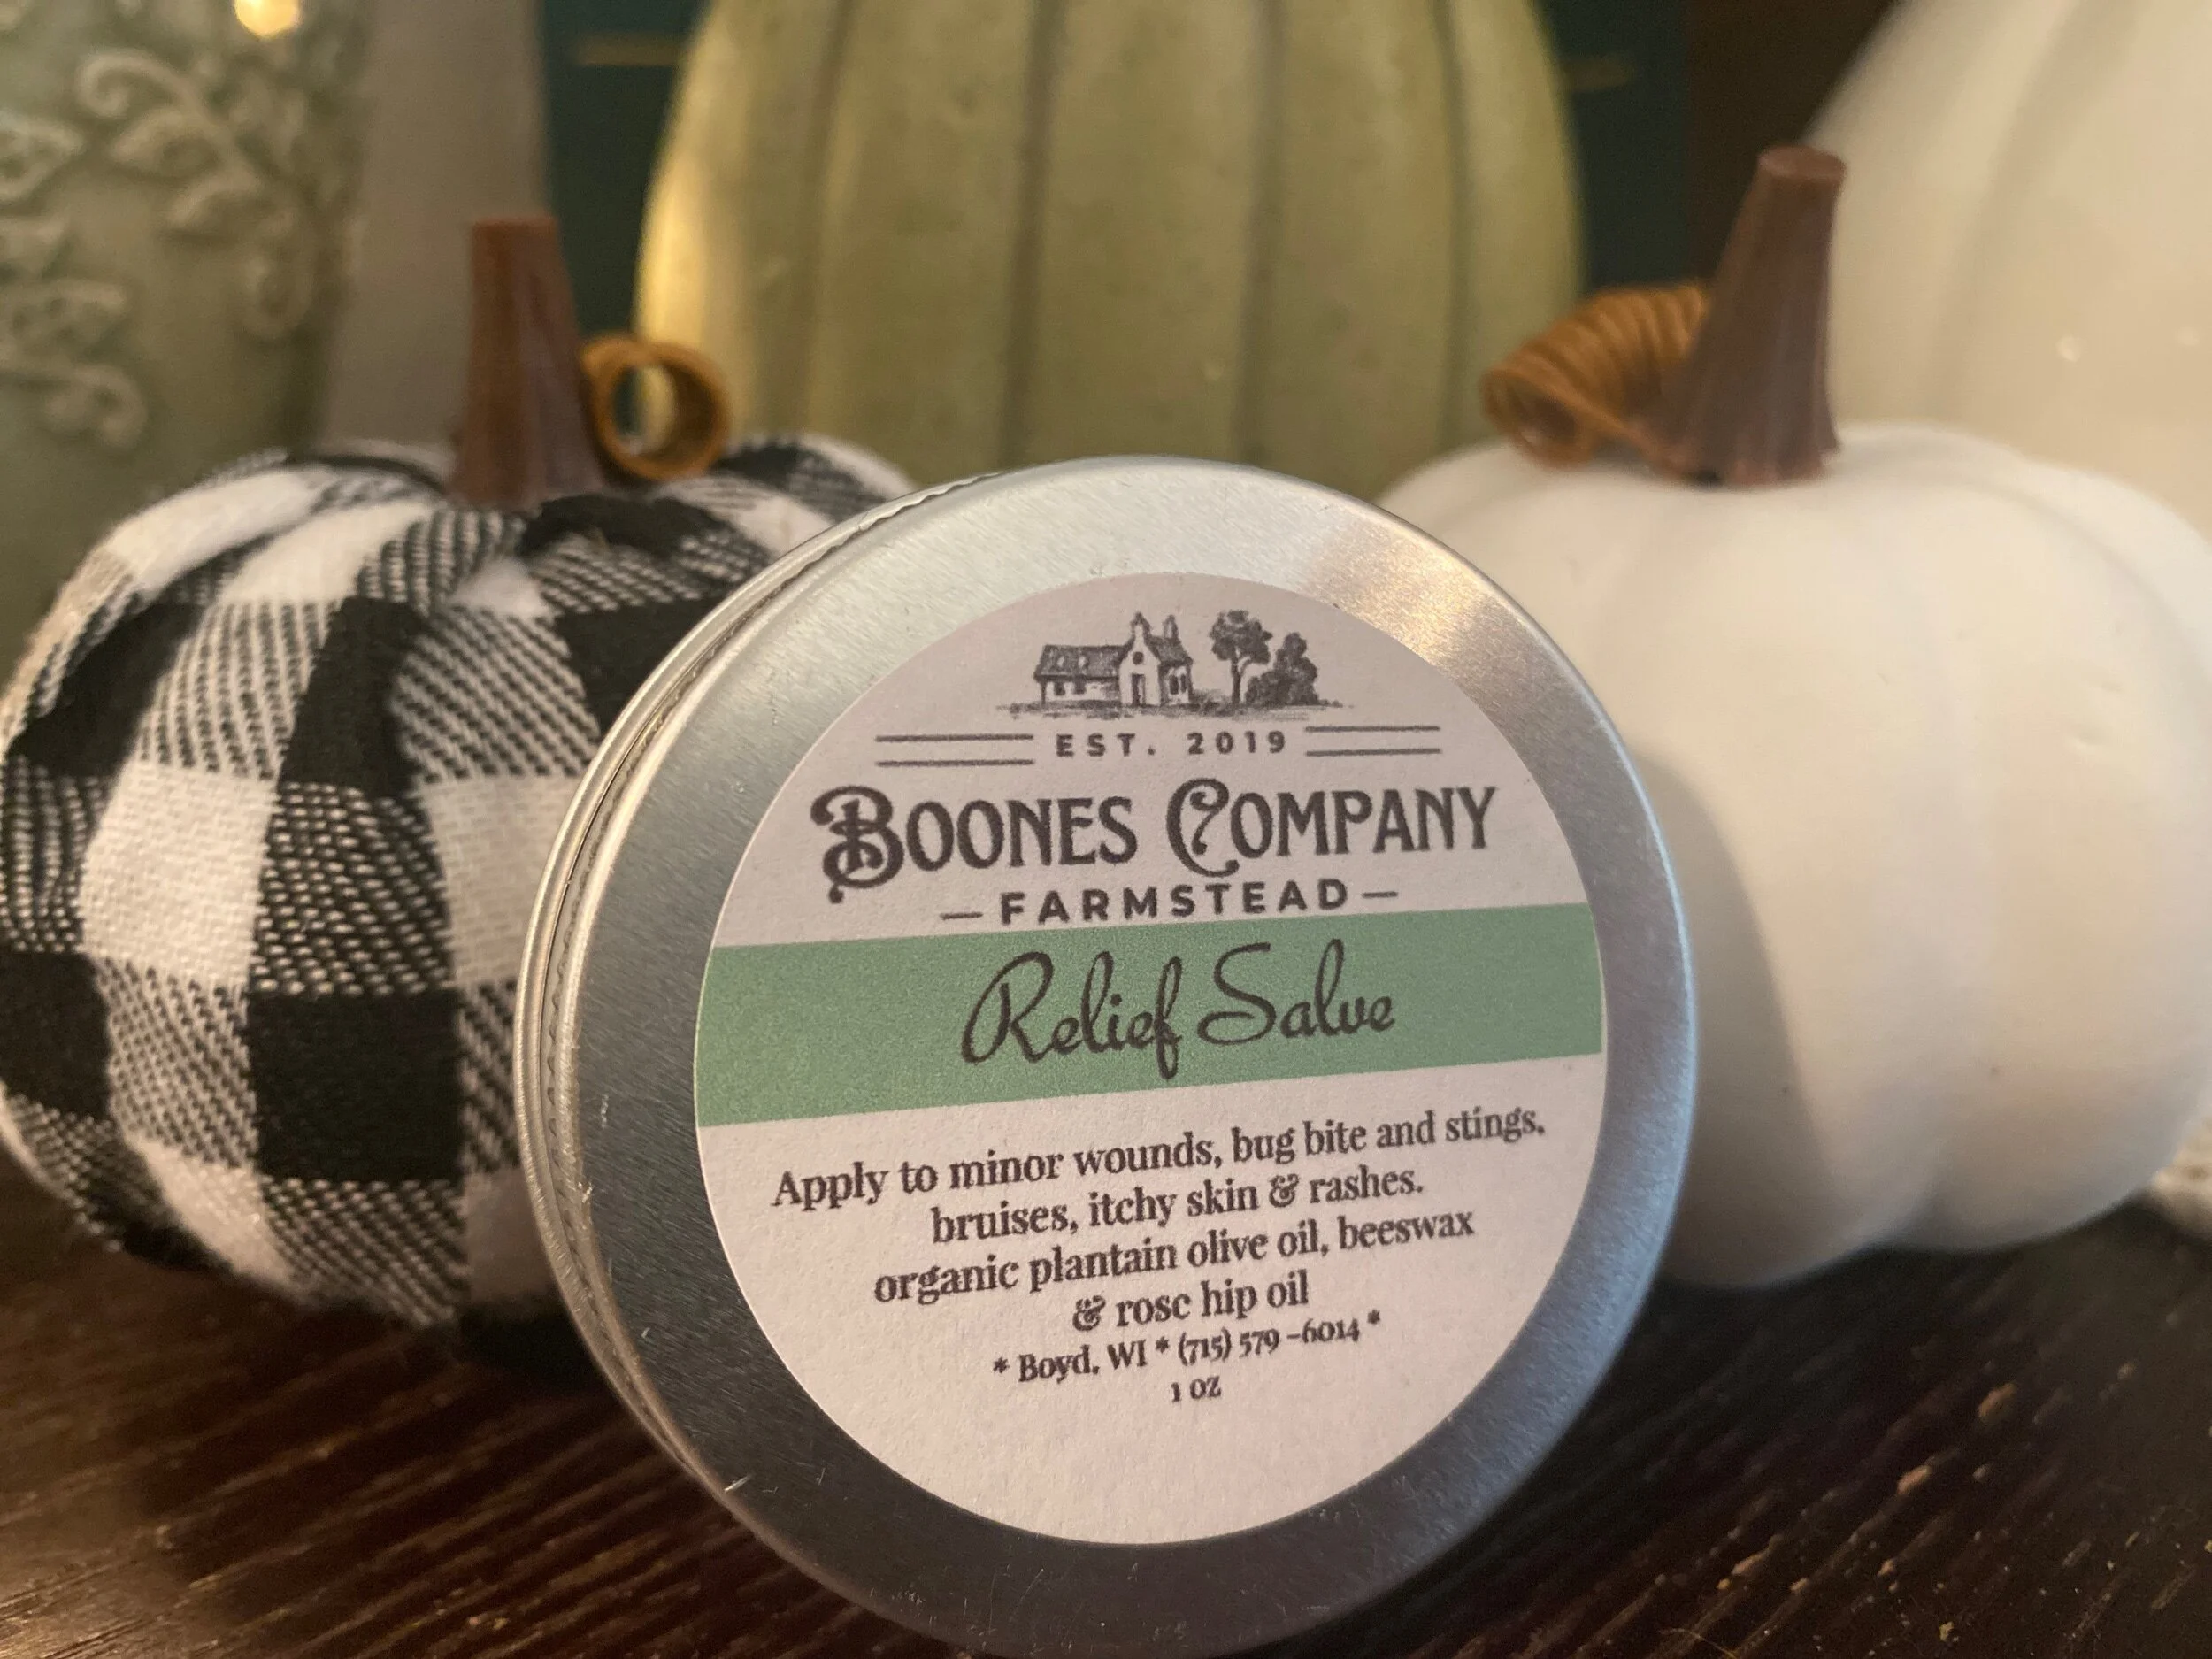 EST. 2019
BOONES COMPANY
— FARMSTEAD —
Relief Salve
Apply to minor wounds, bug bite and stings,
bruises, itchy skin & rashes.
organic plantain olive oil, beeswax
& rose hip oil
* Boyd, WI * (715) 579 -6014 *
1 OZ